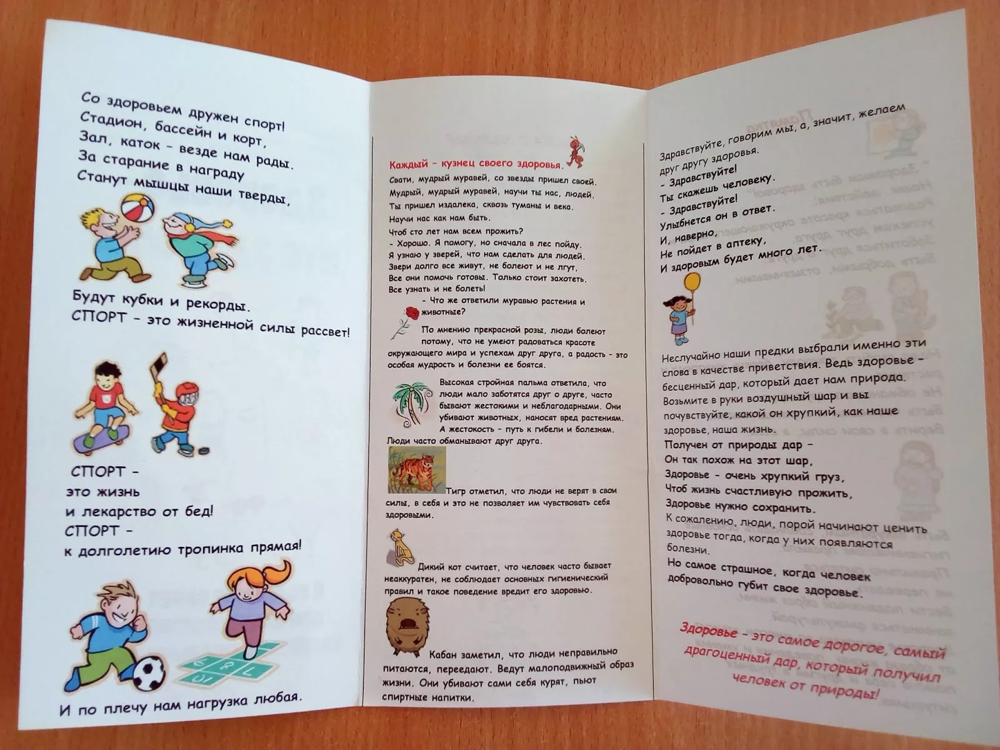 Со здоровьем дружен спорт!
Стадион, бассейн и корт,
Зал, каток – везде нам рады.
За старание в награду
Станут мышцы наши тверды,
Будут кубки и рекорды.
СПОРТ – это жизненной силы рассвет!
СПОРТ –
это жизнь
и лекарство от бед!
СПОРТ –
к долголетию тропинка прямая!
И по плечу нам нагрузка любая.
Каждый – кузнец своего здоровья.
Свати, мудрый муравей, со звезды пришел своей.
Мудрый, мудрый муравей, научи ты нас, людей.
Ты пришел издалека, сквозь туманы и века.
Научи нас как нам быть.
Чтоб сто лет нам всем прожить?
- Хорошо. Я помогу, но сначала в лес пойду.
Я узнаю у зверей, что нам сделать для людей.
Звери долго все живут, не болеют и не лгут,
Все они помочь готовы. Только стоит захотеть.
Все узнать и не болеть!
- Что же ответили муравью растения и
животные?
По мнению прекрасной розы, люди болеют
потому, что не умеют радоваться красоте
окружающего мира и успехам друг друга, а радость – это
особая мудрость и болезни ее боятся.
Высокая стройная пальма ответила, что
люди мало заботятся друг о друге, часто
бывают жестокими и неблагодарными. Они
убивают животных, наносят вред растениям.
А жестокость – путь к гибели и болезням.
Люди часто обманывают друг друга.
Тигр отметил, что люди не верят в свои
силы, в себя и это не позволяет им чувствовать себя
здоровыми.
Дикий кот считает, что человек часто бывает
неаккуратен, не соблюдает основных гигиенический
правил и такое поведение вредит его здоровью.
Кабан заметил, что люди неправильно
питаются, переедают. Ведут малоподвижный образ
жизни. Они убивают сами себя курят, пьют
спиртные напитки.
Здравствуйте, говорим мы, а, значит, желаем
друг другу здоровья.
- Здравствуйте!
Ты скажешь человеку.
- Здравствуйте!
Улыбнется он в ответ.
И, наверно,
Не пойдет в аптеку,
И здоровым будет много лет.
Неслучайно наши предки выбрали именно эти
слова в качестве приветствия. Ведь здоровье –
бесценный дар, который дает нам природа.
Возьмите в руки воздушный шар и вы
почувствуйте, какой он хрупкий, как наше
здоровье, наша жизнь.
Получен от природы дар –
Он так похож на этот шар,
Здоровье - очень хрупкий груз,
Чтоб жизнь счастливую прожить,
Здоровье нужно сохранить.
К сожалению, люди, порой начинают ценить
здоровье тогда, когда у них появляются
болезни.
Но самое страшное, когда человек
добровольно губит свое здоровье.
Здоровье – это самое дорогое, самый
драгоценный дар, который получил
человек от природы!